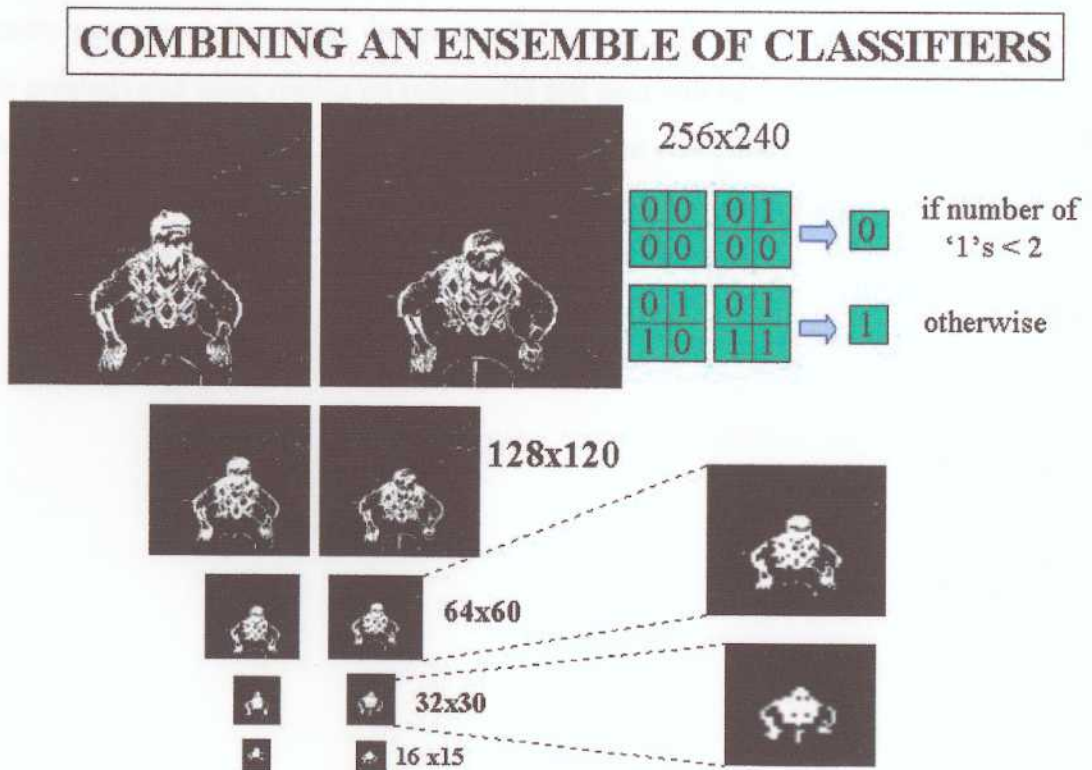 COMBINING AN ENSEMBLE OF CLASSIFIERS
256x240
0 0 0 1
0 0 0 0
0
if number of
‘1’s < 2
0 1 0 1
1 0 1 1
1
otherwise
128x120
64x60
32x30
16 x15